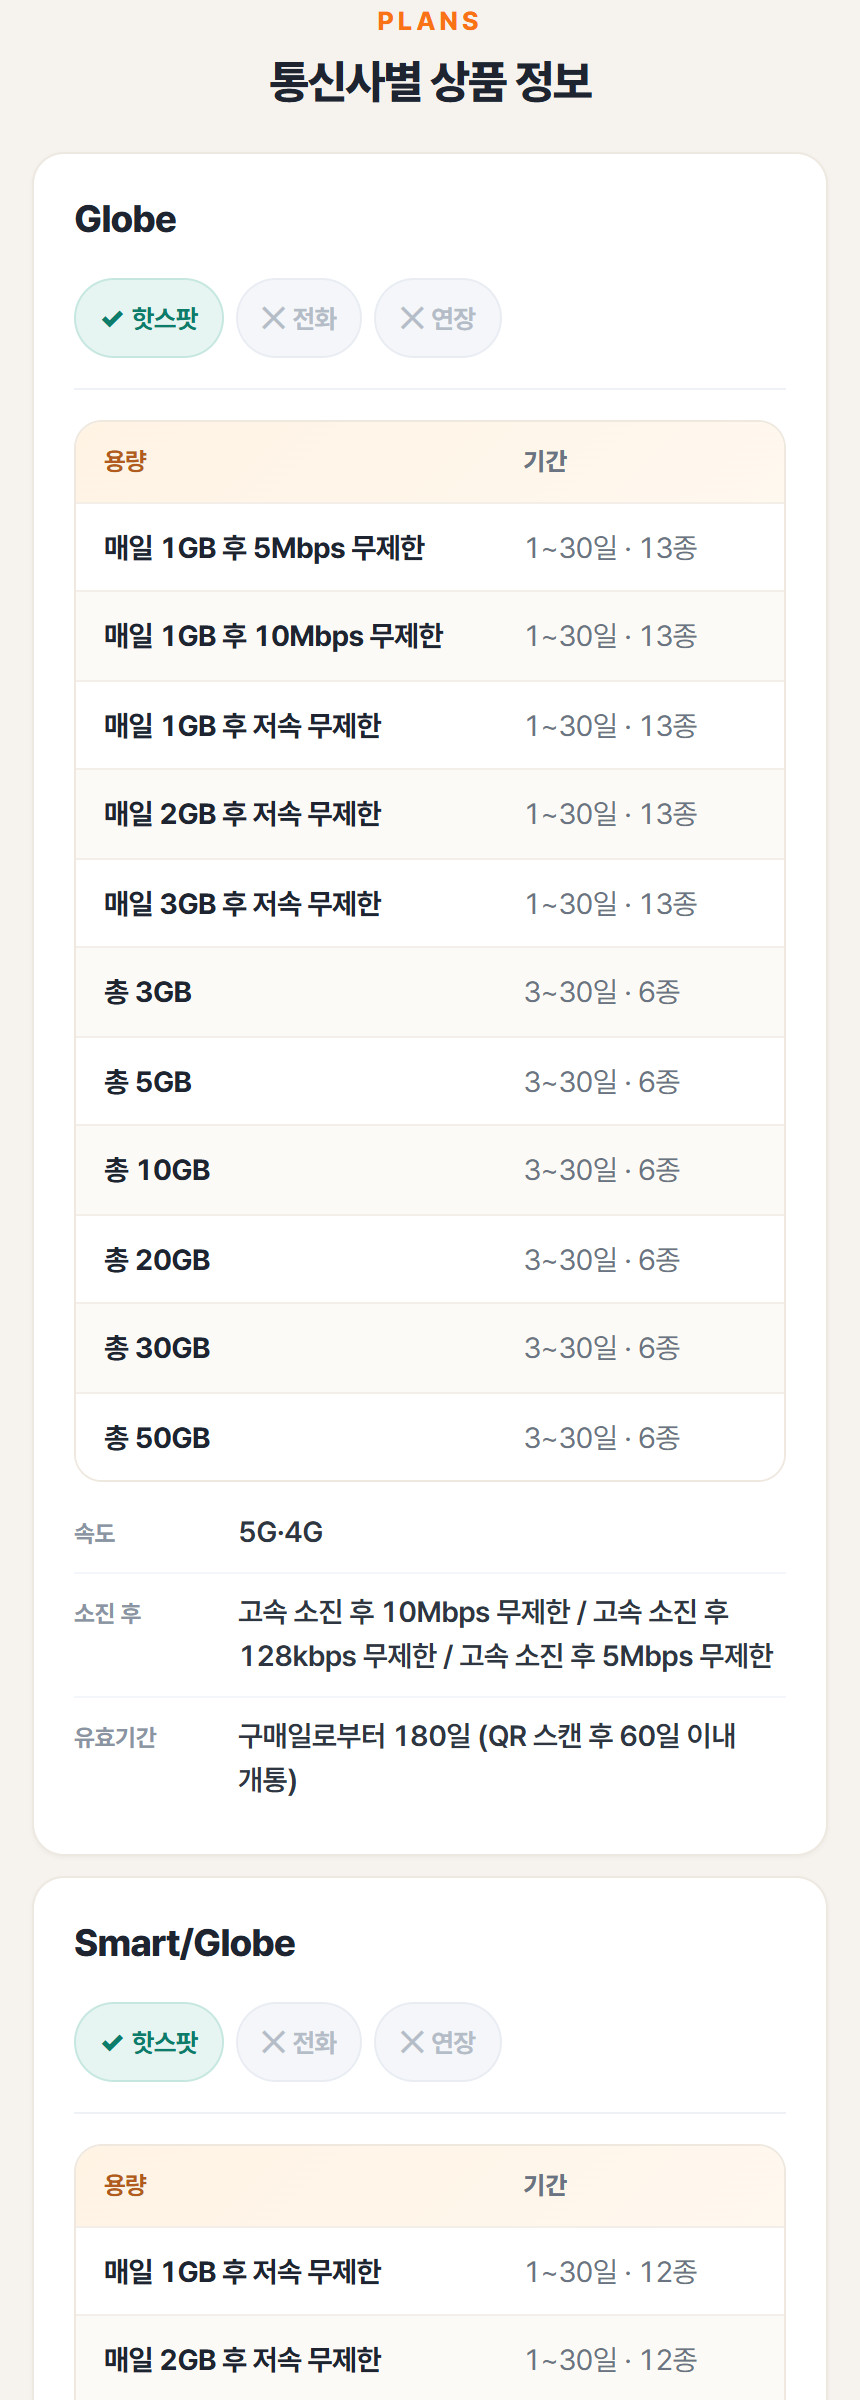 PLANS
통신사별 상품 정보
Globe
✓ 핫스팟 ✕ 전화 ✕ 연장
용량 기간
매일 1GB 후 5Mbps 무제한 1~30일 · 13종
매일 1GB 후 10Mbps 무제한 1~30일 · 13종
매일 1GB 후 저속 무제한 1~30일 · 13종
매일 2GB 후 저속 무제한 1~30일 · 13종
매일 3GB 후 저속 무제한 1~30일 · 13종
총 3GB 3~30일 · 6종
총 5GB 3~30일 · 6종
총 10GB 3~30일 · 6종
총 20GB 3~30일 · 6종
총 30GB 3~30일 · 6종
총 50GB 3~30일 · 6종
속도 5G·4G
소진 후 고속 소진 후 10Mbps 무제한 / 고속 소진 후
128kbps 무제한 / 고속 소진 후 5Mbps 무제한
유효기간 구매일로부터 180일 (QR 스캔 후 60일 이내
개통)
Smart/Globe
✓ 핫스팟 ✕ 전화 ✕ 연장
용량 기간
매일 1GB 후 저속 무제한 1~30일 · 12종
매일 2GB 후 저속 무제한 1~30일 · 12종